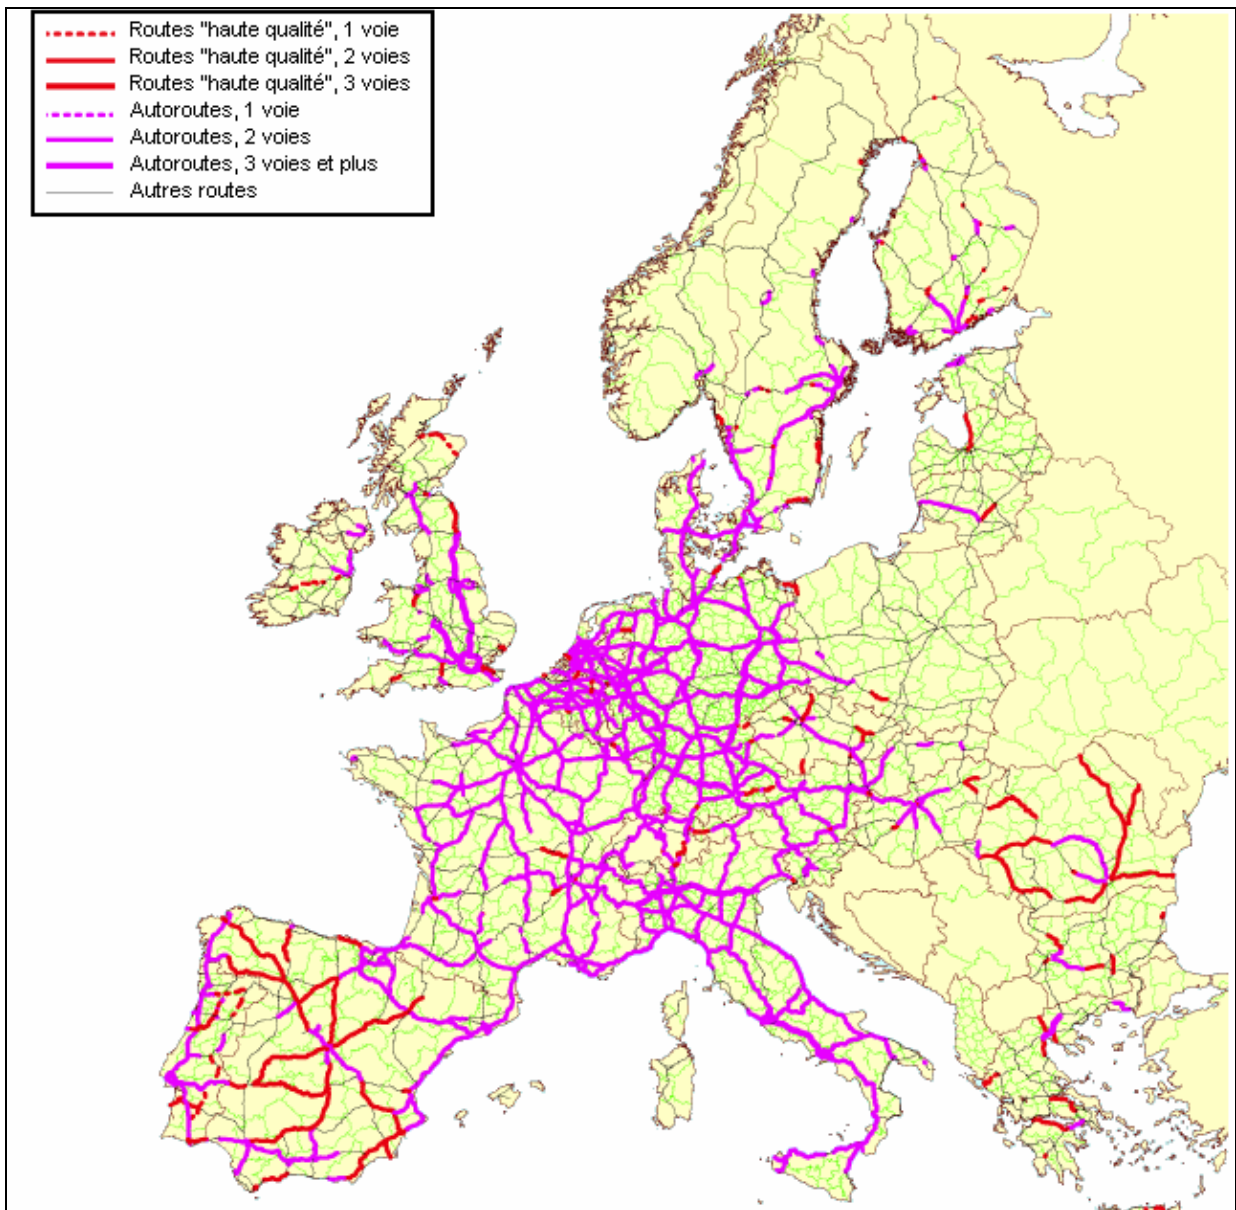 Routes "haute qualité", 1 voie
Routes "haute qualité", 2 voies
Routes "haute qualité", 3 voies
Autoroutes, 1 voie
Autoroutes, 2 voies
Autoroutes, 3 voies et plus
Autres routes